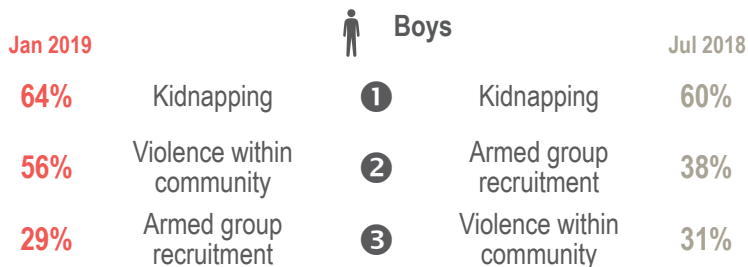 Boys
Jan 2019
Jul 2018
64% Kidnapping 1 Kidnapping 60%
56% Violence within community 2 Armed group recruitment 38%
29% Armed group recruitment 3 Violence within community 31%